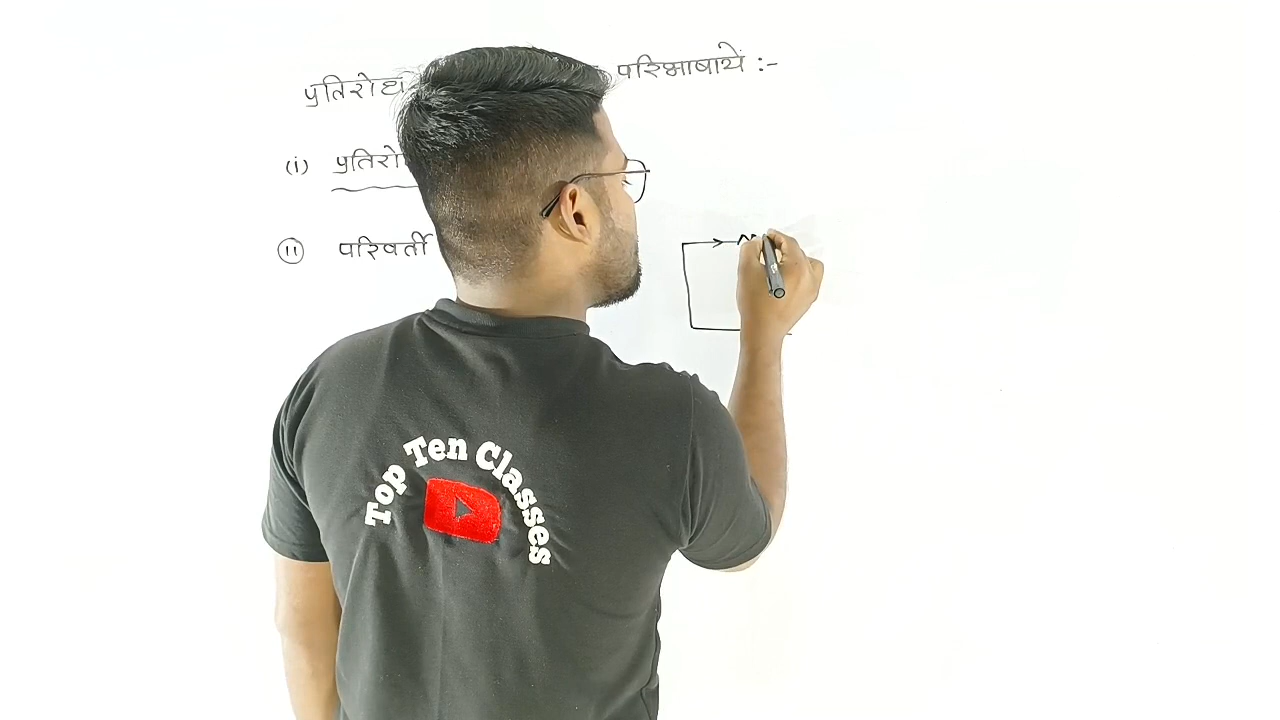 प्रतिरोध परिभाषायें :-
(i) प्रतिरो
(ii) परिवर्ती
Top Ten Classes